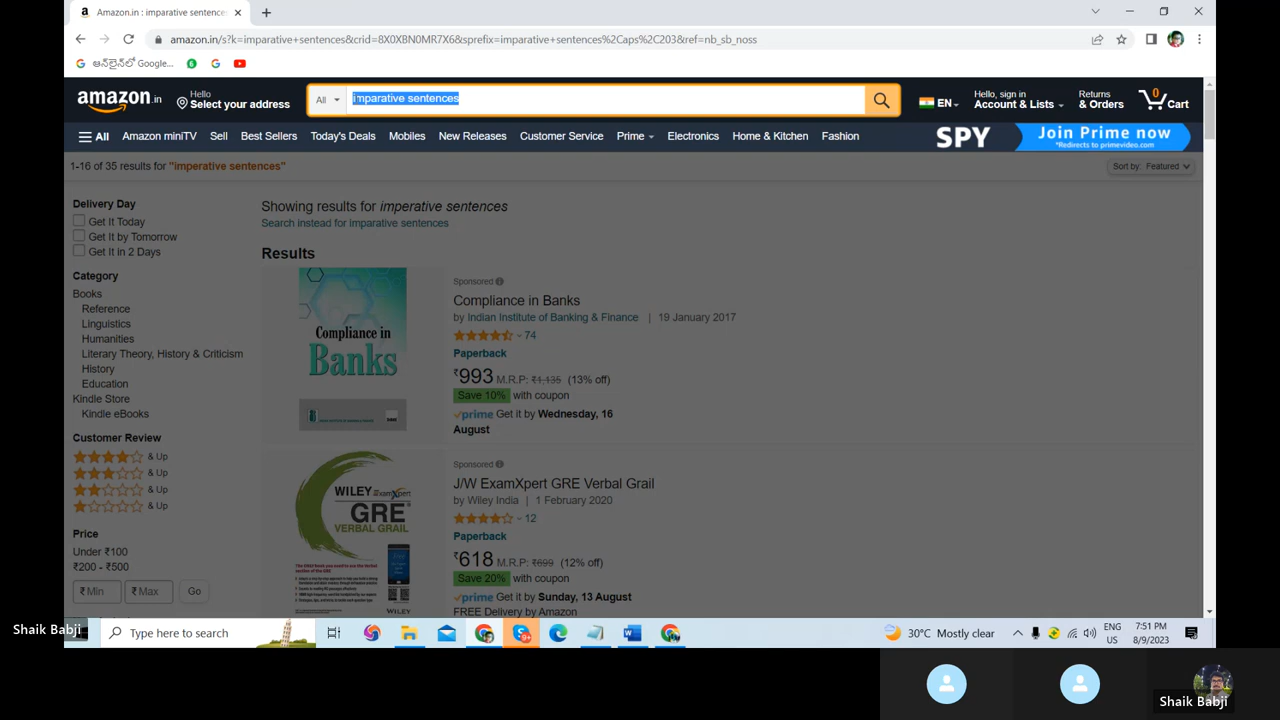 Amazon.in : imparative sentences
amazon.in/s?k=imparative+sentences&crid=8X0XBN0MR7X6&sprefix=imparative+sentences%2Caps%2C203&ref=nb_sb_noss
ఆన్‌లైన్‌లో Google...
amazon.in
Hello
Select your address
All
imparative sentences
EN
Hello, sign in
Account & Lists
Returns
& Orders
0
Cart
All
Amazon miniTV
Sell
Best Sellers
Today's Deals
Mobiles
New Releases
Customer Service
Prime
Electronics
Home & Kitchen
Fashion
SPY
Join Prime now
*Redirects to primevideo.com
1-16 of 35 results for "imperative sentences"
Sort by: Featured
Delivery Day
Get It Today
Get It by Tomorrow
Get It in 2 Days
Category
Books
Reference
Linguistics
Humanities
Literary Theory, History & Criticism
History
Education
Kindle Store
Kindle eBooks
Customer Review
& Up
& Up
& Up
& Up
Price
Under ₹100
₹200 - ₹500
₹ Min
₹ Max
Go
Showing results for imperative sentences
Search instead for imparative sentences
Results
Compliance in
Banks
Sponsored
Compliance in Banks
by Indian Institute of Banking & Finance | 19 January 2017
74
Paperback
₹993 M.R.P: ₹1,135 (13% off)
Save 10% with coupon
prime Get it by Wednesday, 16
August
WILEY ExamXpert
GRE
VERBAL GRAIL
WILEY
Sponsored
J/W ExamXpert GRE Verbal Grail
by Wiley India | 1 February 2020
12
Paperback
₹618 M.R.P: ₹699 (12% off)
Save 20% with coupon
prime Get it by Sunday, 13 August
FREE Delivery by Amazon
Shaik Babji
Type here to search
30°C Mostly clear
ENG
US
7:51 PM
8/9/2023
Shaik Babji